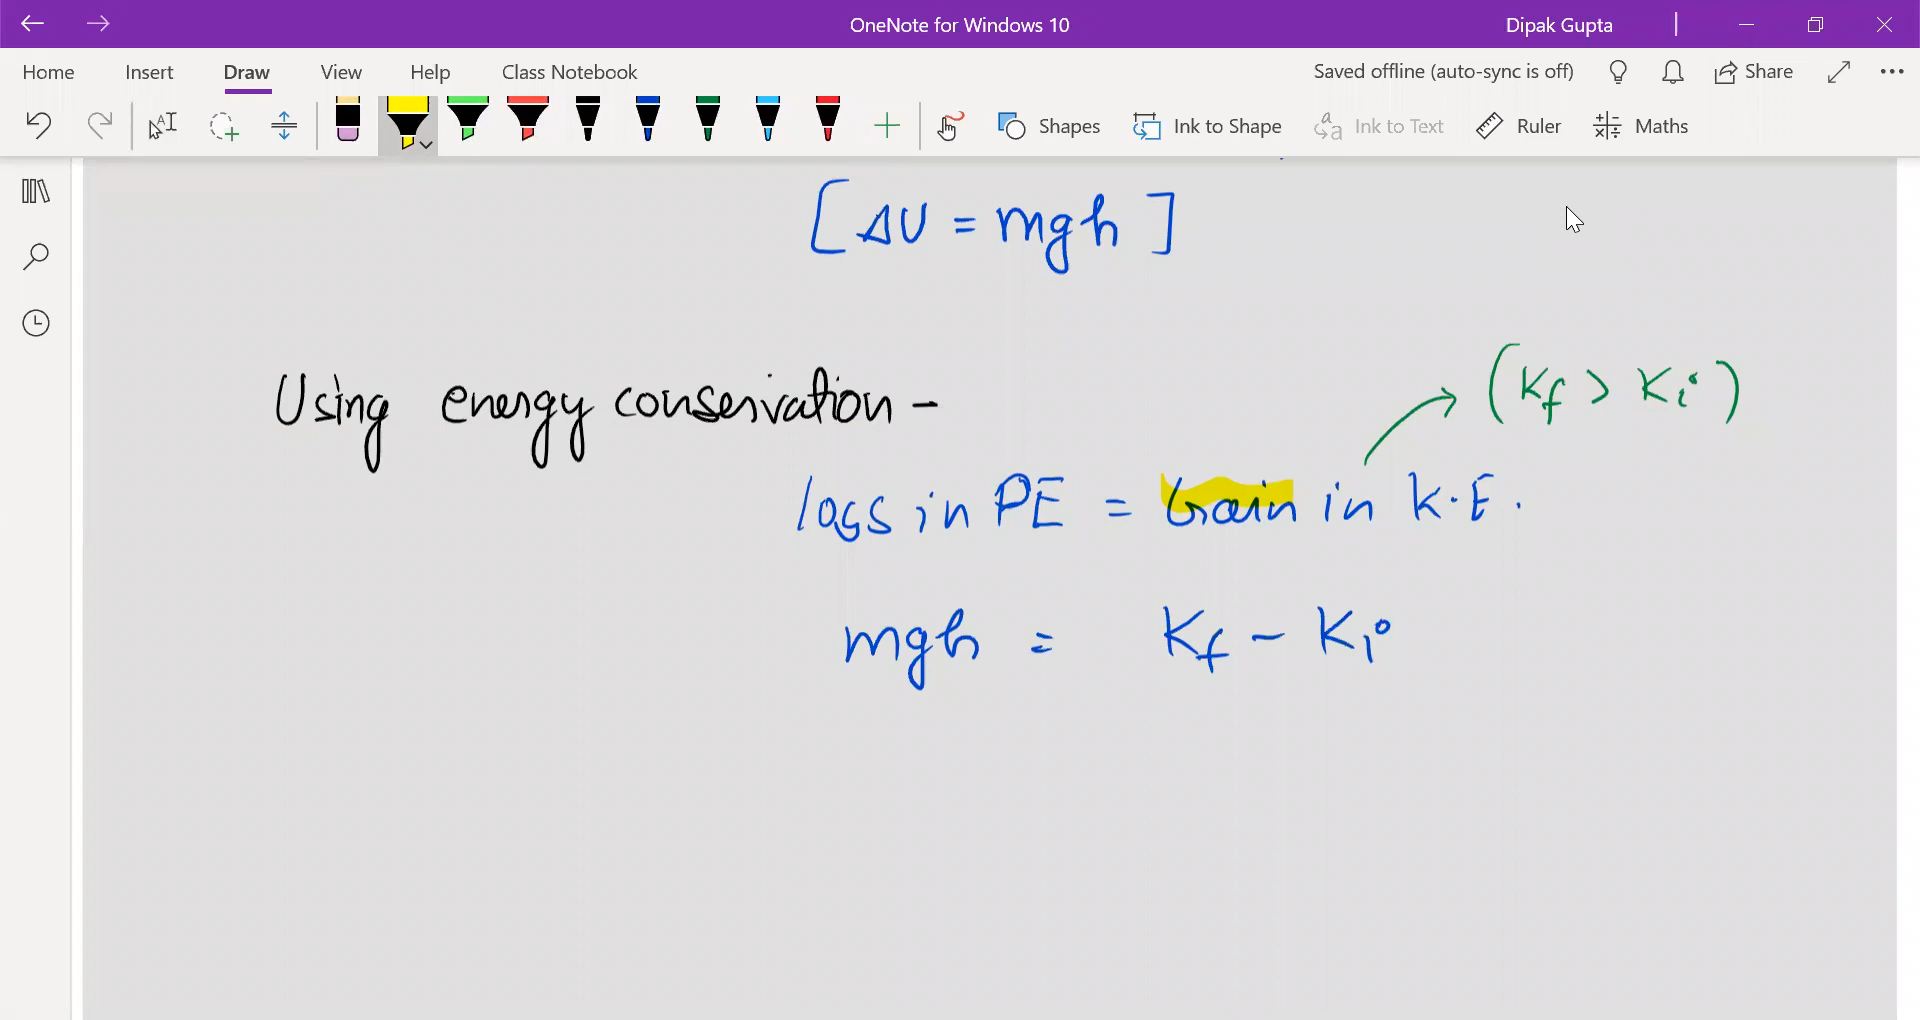 OneNote for Windows 10
Dipak Gupta
Home Insert Draw View Help Class Notebook
Saved offline (auto-sync is off) Share
Shapes Ink to Shape Ink to Text Ruler Maths
[ΔU = mgh]
Using energy conservation -
(Kf > Ki)
loss in PE = Gain in K.E.
mgh = Kf - Ki